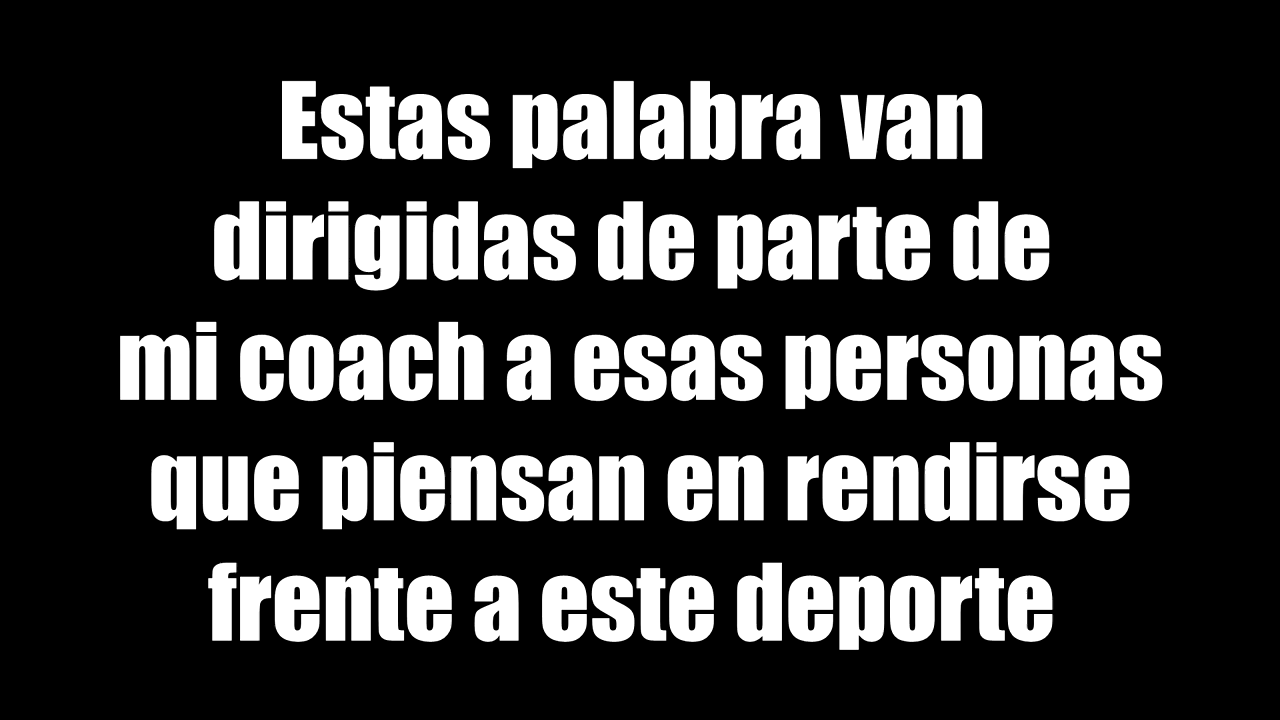 Estas palabra van
dirigidas de parte de
mi coach a esas personas
que piensan en rendirse
frente a este deporte